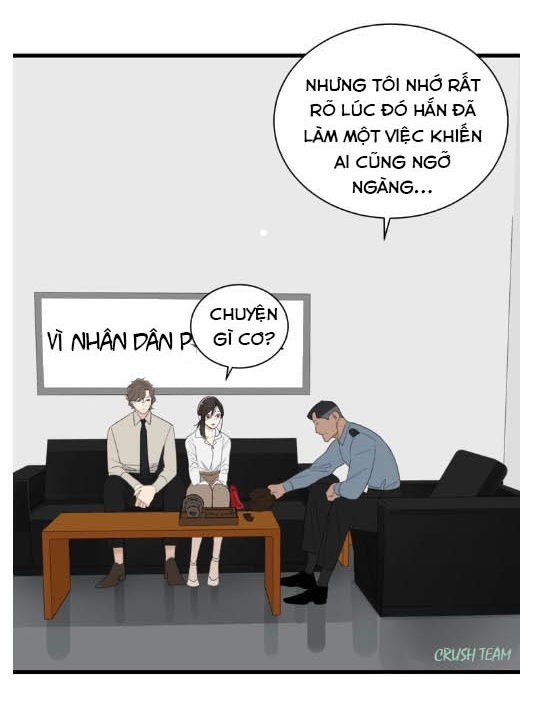 NHƯNG TÔI NHỚ RẤT
RÕ LÚC ĐÓ HẮN ĐÃ
LÀM MỘT VIỆC KHIẾN
AI CŨNG NGỠ
NGÀNG...
CHUYỆN
GÌ CƠ?
VÌ NHÂN DÂN
CRUSH TEAM